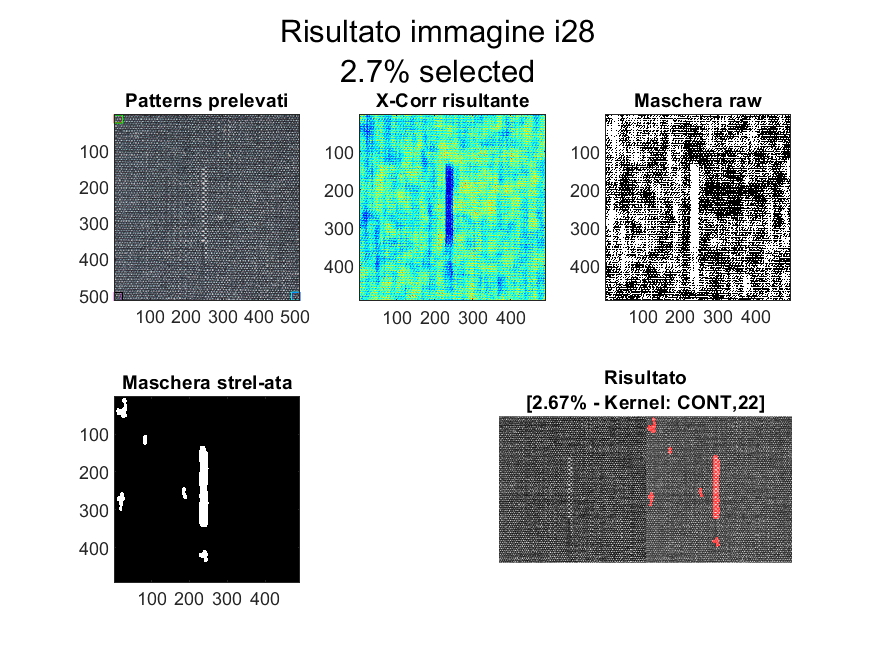 Risultato immagine i28
2.7% selected
Patterns prelevati
100
200
300
400
500
100 200 300 400 500
X-Corr risultante
100
200
300
400
100 200 300 400
Maschera raw
100
200
300
400
100 200 300 400
Maschera strel-ata
100
200
300
400
100 200 300 400
Risultato
[2.67% - Kernel: CONT,22]